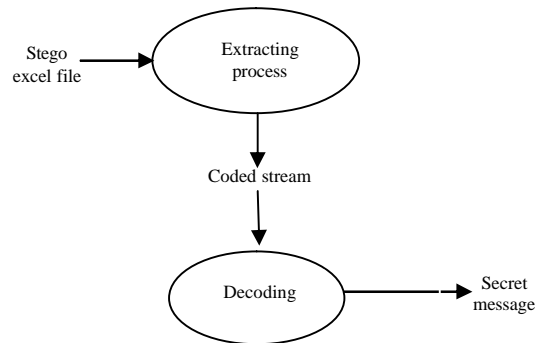 Stego
excel file
Extracting
process
Coded stream
Decoding
Secret
message